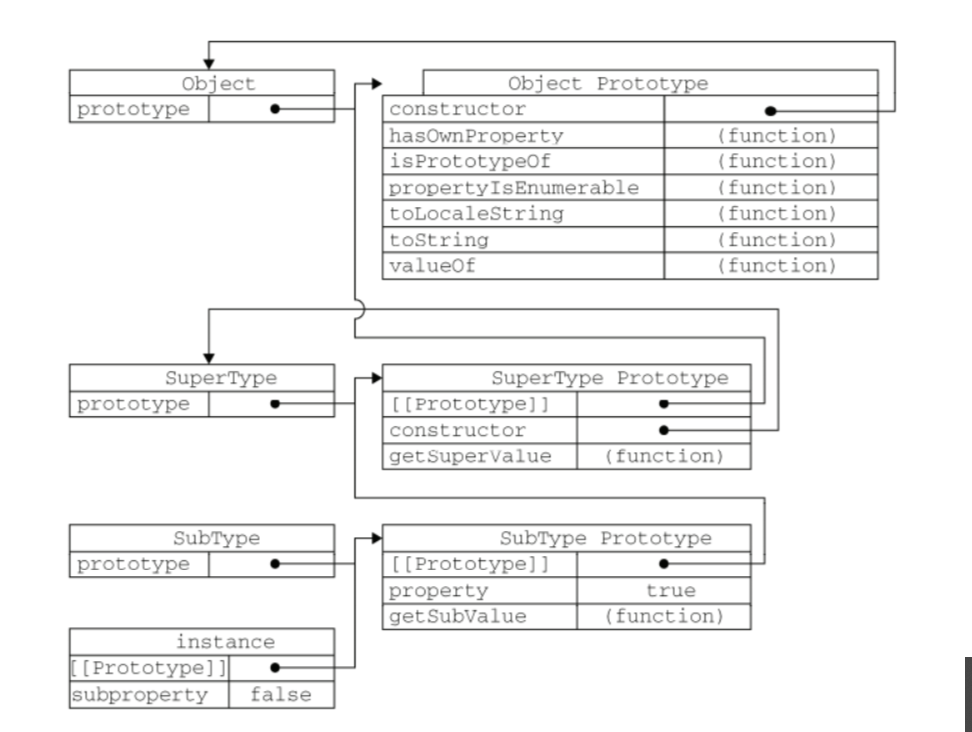 Object
prototype
Object Prototype
constructor
hasOwnProperty (function)
isPrototypeOf (function)
propertyIsEnumerable (function)
toLocaleString (function)
toString (function)
valueOf (function)
SuperType
prototype
SuperType Prototype
[[Prototype]]
constructor
getSuperValue (function)
SubType
prototype
SubType Prototype
[[Prototype]]
property true
getSubValue (function)
instance
[[Prototype]]
subproperty false